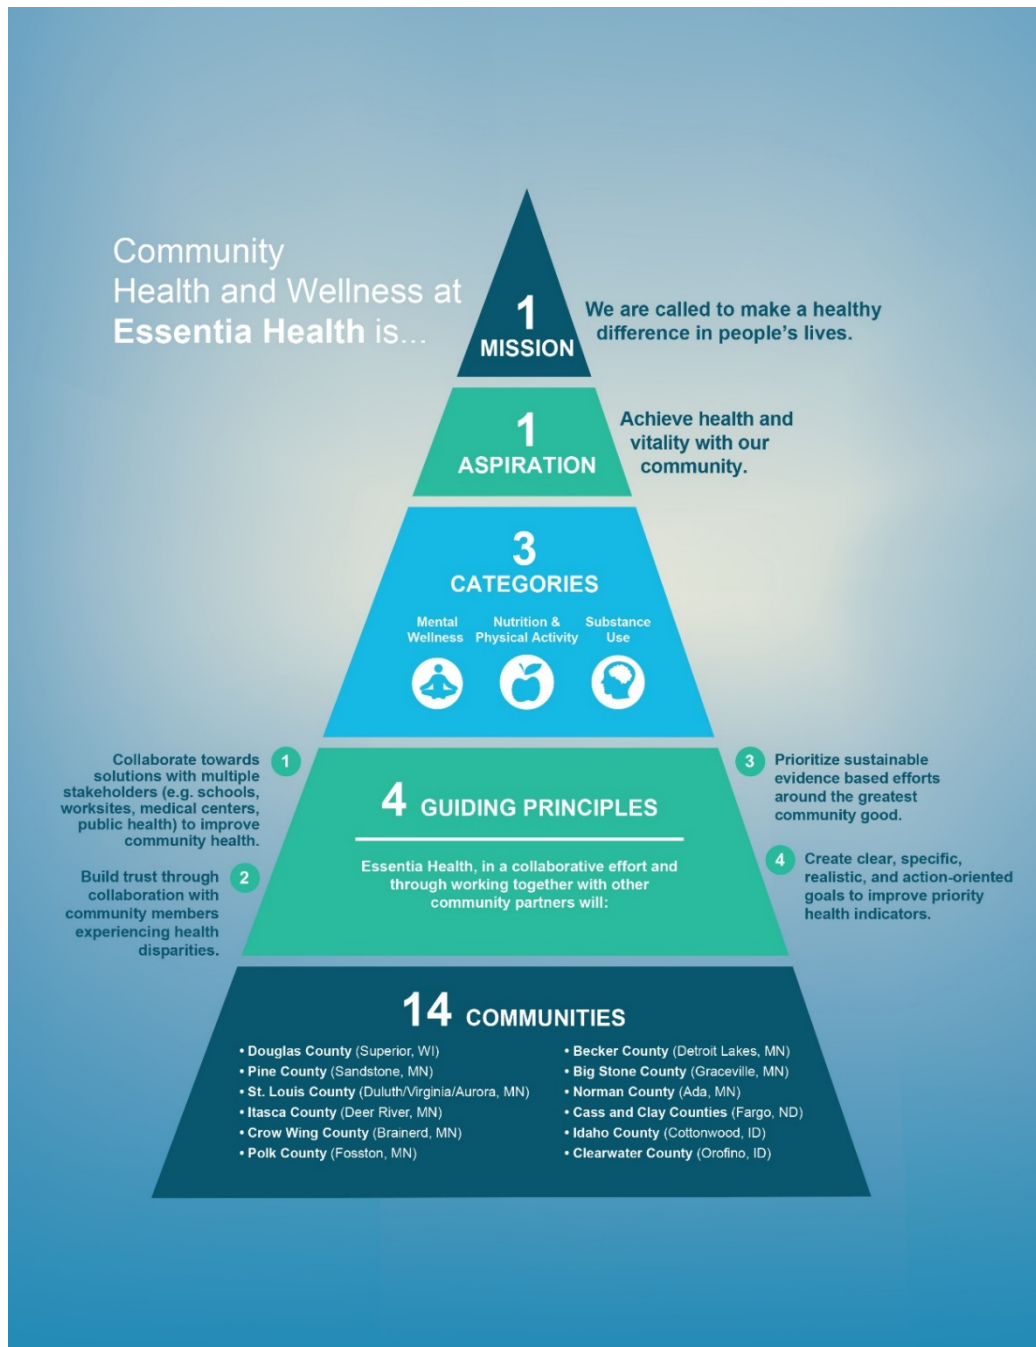 Community
Health and Wellness at
Essentia Health is...
1
MISSION
We are called to make a healthy
difference in people's lives.
1
ASPIRATION
Achieve health and
vitality with our
community.
3
CATEGORIES
Mental
Wellness
Nutrition &
Physical Activity
Substance
Use
4 GUIDING PRINCIPLES
Essentia Health, in a collaborative effort and
through working together with other
community partners will:
1
Collaborate towards
solutions with multiple
stakeholders (e.g. schools,
worksites, medical centers,
public health) to improve
community health.
2
Build trust through
collaboration with
community members
experiencing health
disparities.
3
Prioritize sustainable
evidence based efforts
around the greatest
community good.
4
Create clear, specific,
realistic, and action-oriented
goals to improve priority
health indicators.
14 COMMUNITIES
• Douglas County (Superior, WI)
• Pine County (Sandstone, MN)
• St. Louis County (Duluth/Virginia/Aurora, MN)
• Itasca County (Deer River, MN)
• Crow Wing County (Brainerd, MN)
• Polk County (Fosston, MN)
• Becker County (Detroit Lakes, MN)
• Big Stone County (Graceville, MN)
• Norman County (Ada, MN)
• Cass and Clay Counties (Fargo, ND)
• Idaho County (Cottonwood, ID)
• Clearwater County (Orofino, ID)